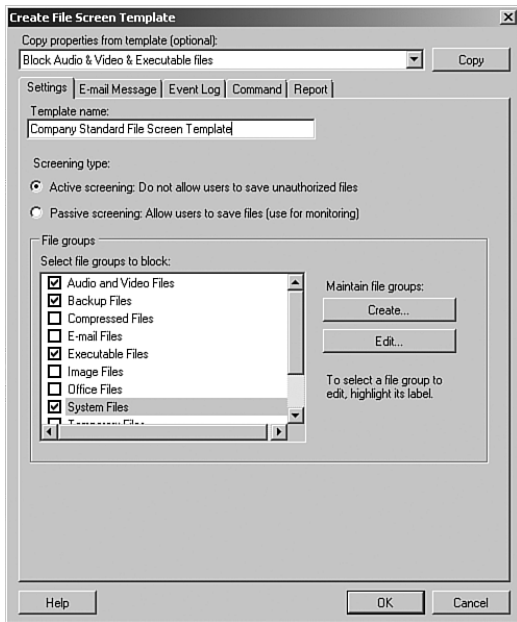 Create File Screen Template
Copy properties from template (optional):
Block Audio & Video & Executable files
Copy
Settings
E-mail Message
Event Log
Command
Report
Template name:
Company Standard File Screen Template
Screening type:
Active screening: Do not allow users to save unauthorized files
Passive screening: Allow users to save files (use for monitoring)
File groups
Select file groups to block:
Audio and Video Files
Backup Files
Compressed Files
E-mail Files
Executable Files
Image Files
Office Files
System Files
Temporary Files
Maintain file groups:
Create...
Edit...
To select a file group to
edit, highlight its label.
Help
OK
Cancel